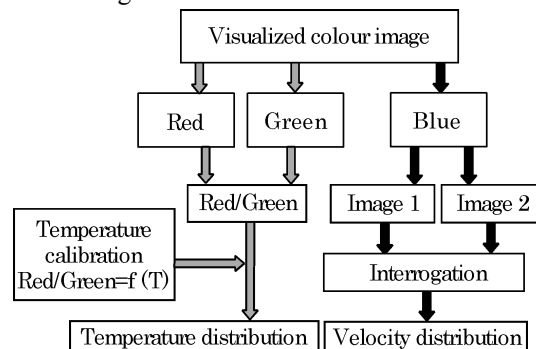 Visualized colour image
Red
Green
Blue
Red/Green
Image 1
Image 2
Temperature
calibration
Red/Green=f (T)
Interrogation
Temperature distribution
Velocity distribution